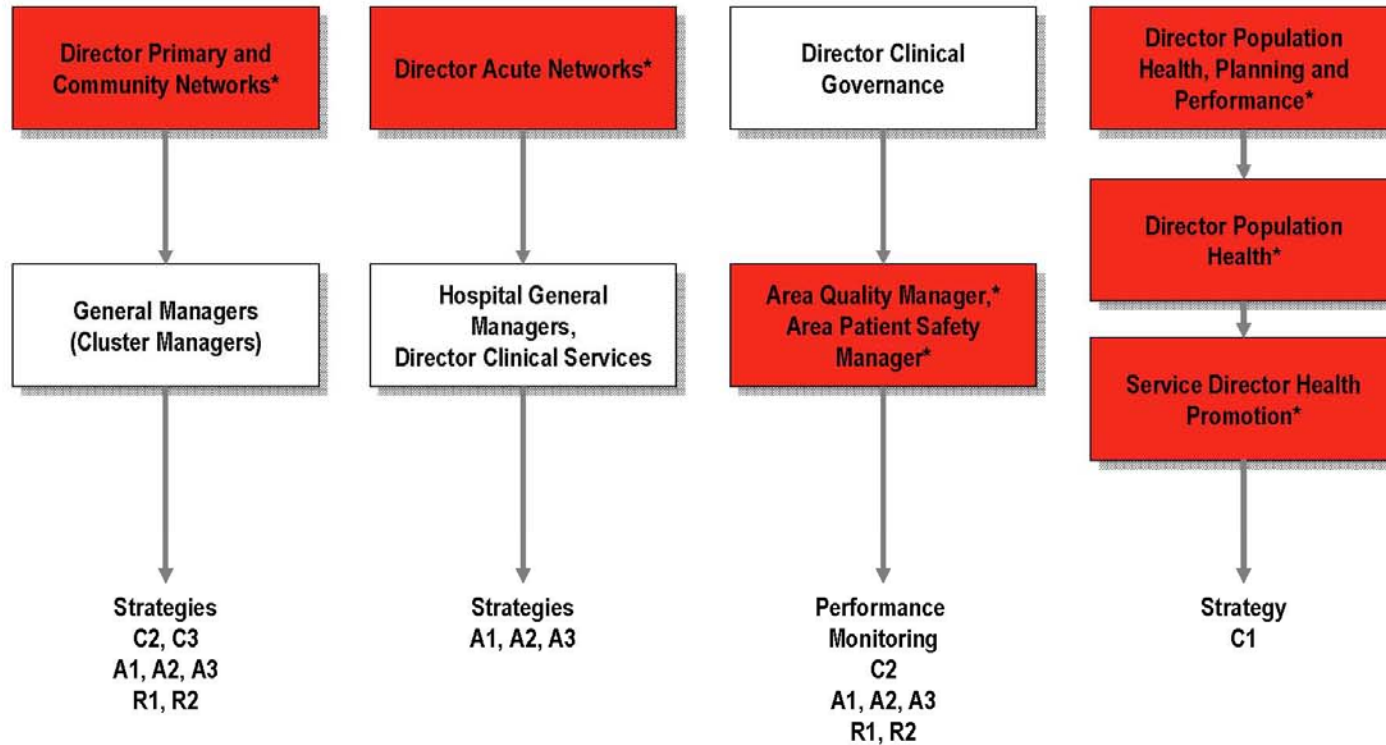 Director Primary and
Community Networks*
Director Acute Networks*
Director Clinical
Governance
Director Population
Health, Planning and
Performance*
Director Population
Health*
General Managers
(Cluster Managers)
Hospital General
Managers,
Director Clinical Services
Area Quality Manager,*
Area Patient Safety
Manager*
Service Director Health
Promotion*
Strategies
C2, C3
A1, A2, A3
R1, R2
Strategies
A1, A2, A3
Performance
Monitoring
C2
A1, A2, A3
R1, R2
Strategy
C1